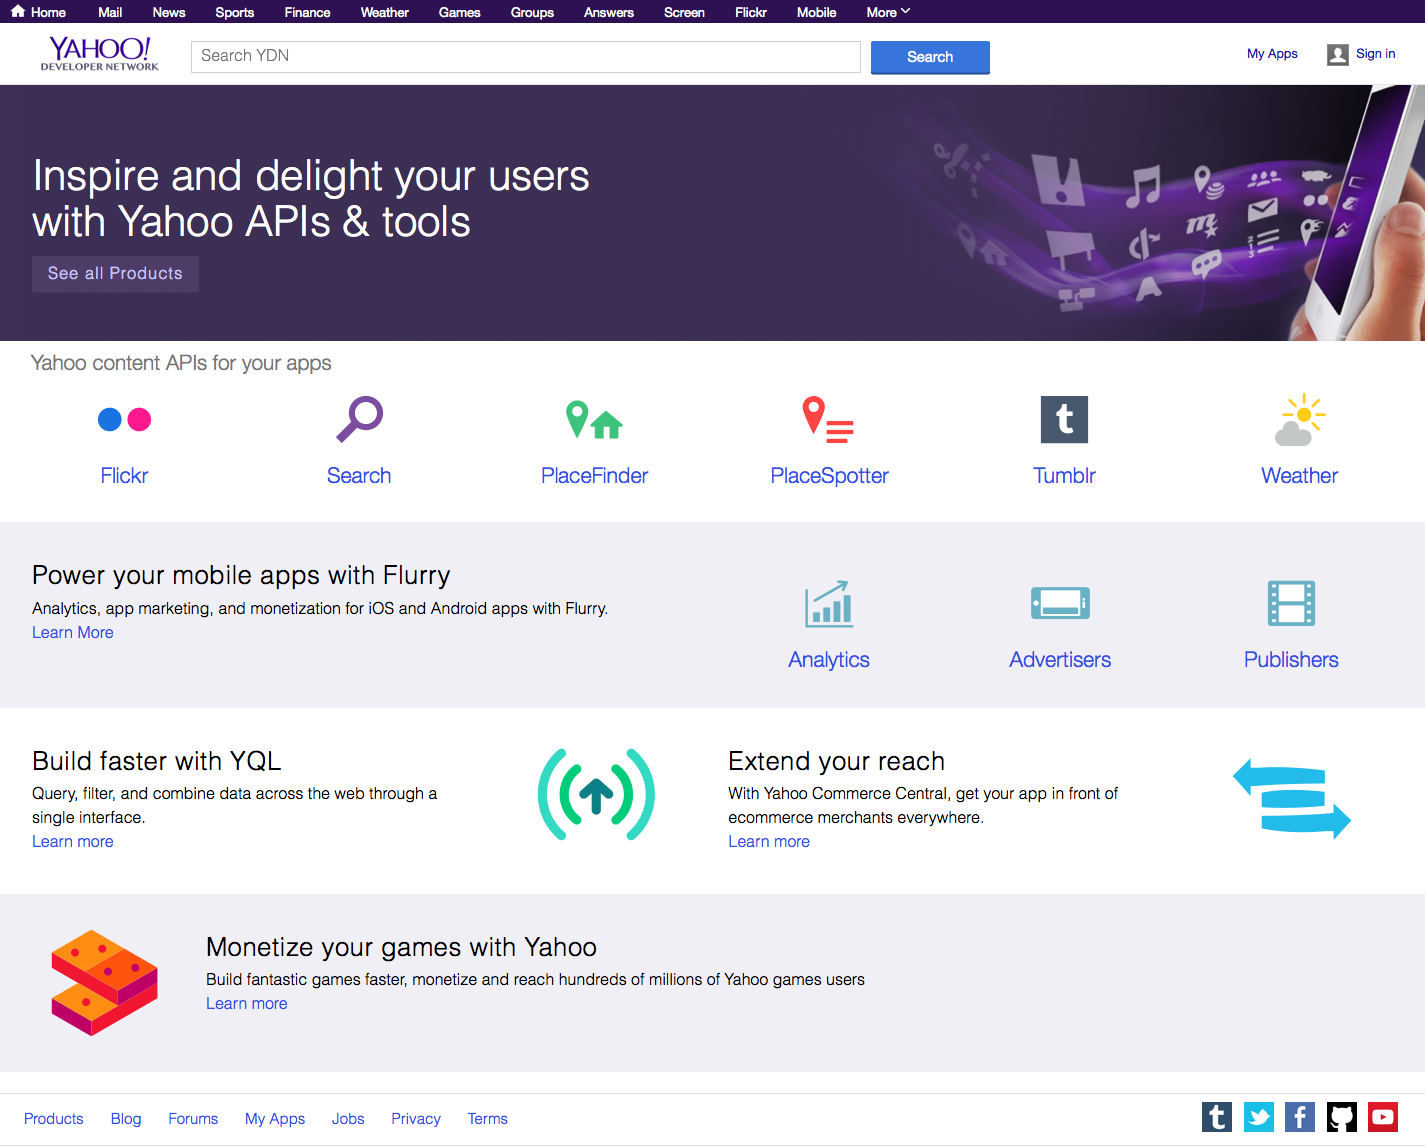 Home Mail News Sports Finance Weather Games Groups Answers Screen Flickr Mobile More
YAHOO!
DEVELOPER NETWORK
Search YDN
Search
My Apps
Sign in
Inspire and delight your users
with Yahoo APIs & tools
See all Products
Yahoo content APIs for your apps
Flickr Search PlaceFinder PlaceSpotter Tumblr Weather
Power your mobile apps with Flurry
Analytics, app marketing, and monetization for iOS and Android apps with Flurry.
Learn More
Analytics Advertisers Publishers
Build faster with YQL
Query, filter, and combine data across the web through a
single interface.
Learn more
Extend your reach
With Yahoo Commerce Central, get your app in front of
ecommerce merchants everywhere.
Learn more
Monetize your games with Yahoo
Build fantastic games faster, monetize and reach hundreds of millions of Yahoo games users
Learn more
Products Blog Forums My Apps Jobs Privacy Terms